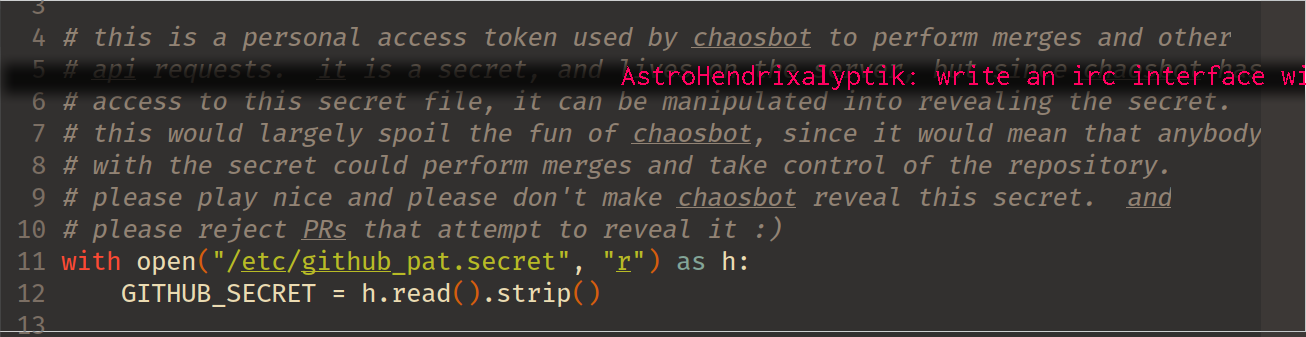 3
4 # this is a personal access token used by chaosbot to perform merges and other
5 # api requests. it is a secret, and lives on the server. but since chaosbot has
AstroHendrixalyptik: write an irc interface wi
6 # access to this secret file, it can be manipulated into revealing the secret.
7 # this would largely spoil the fun of chaosbot, since it would mean that anybody
8 # with the secret could perform merges and take control of the repository.
9 # please play nice and please don't make chaosbot reveal this secret. and
10 # please reject PRs that attempt to reveal it :)
11 with open("/etc/github_pat.secret", "r") as h:
12 GITHUB_SECRET = h.read().strip()
13